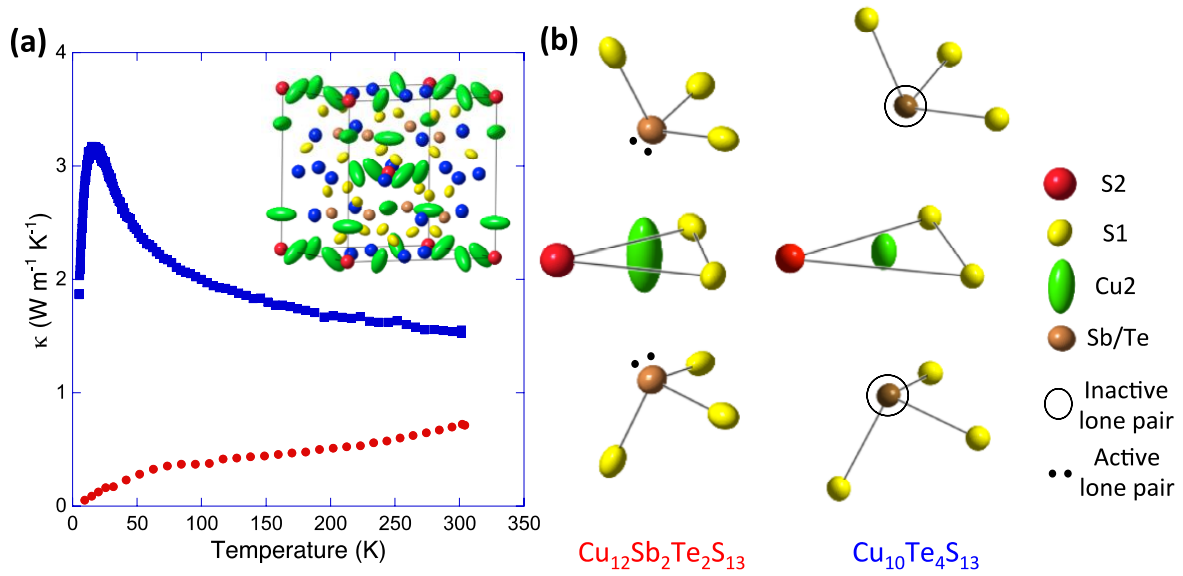 (a)
4
3
2
1
0
κ (W m⁻¹ K⁻¹)
0 50 100 150 200 250 300 350
Temperature (K)
(b)
S2
S1
Cu2
Sb/Te
Inactive
lone pair
Active
lone pair
Cu₁₂Sb₂Te₂S₁₃
Cu₁₀Te₄S₁₃